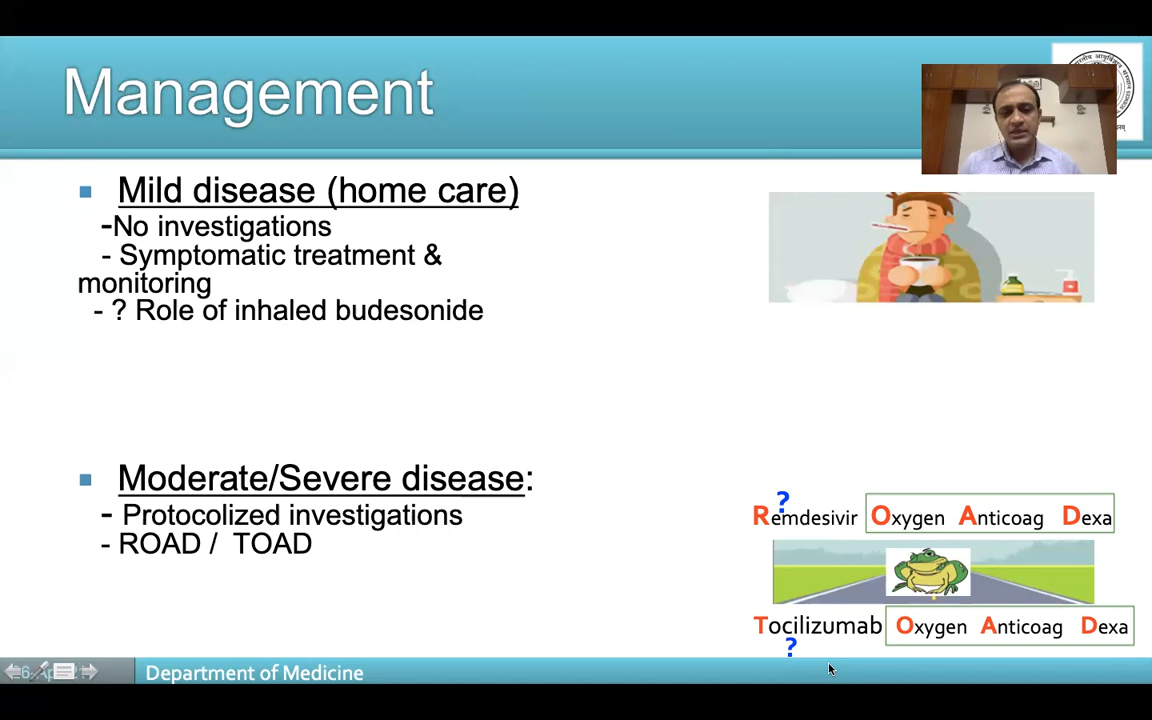 Management
Mild disease (home care)
-No investigations
- Symptomatic treatment &
monitoring
- ? Role of inhaled budesonide
Moderate/Severe disease:
- Protocolized investigations
- ROAD / TOAD
?
Remdesivir Oxygen Anticoag Dexa
Tocilizumab Oxygen Anticoag Dexa
?
Department of Medicine